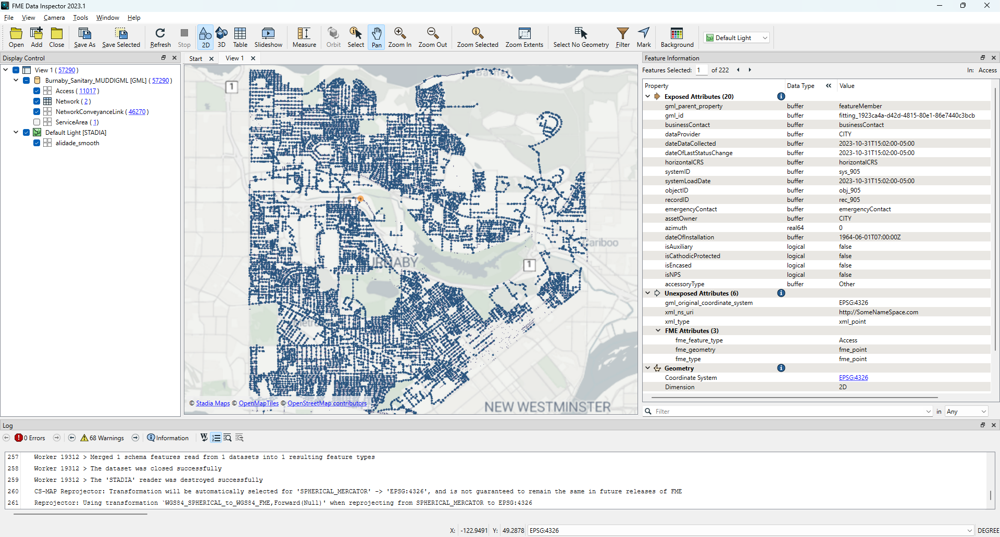 FME Data Inspector 2023.1
File View Camera Tools Window Help
Open Add Close Save As Save Selected Refresh Stop 2D 3D Table Slideshow Measure Orbit Select Pan Zoom In Zoom Out Zoom Selected Zoom Extents Select No Geometry Filter Mark Background Default Light
Display Control
View 1 (57290)
Burnaby_Sanitary_MUDDIGML [GML] (57290)
Access (11017)
Network (2)
NetworkConveyanceLink (46270)
ServiceArea (1)
Default Light [STADIA]
alidade_smooth
Start View 1
1
Cariboo
1
NEW WESTMINSTER
© Stadia Maps © OpenMapTiles © OpenStreetMap contributors
Feature Information
Features Selected: 1 of 222 In: Access
Property Data Type Value
Exposed Attributes (20)
gml_parent_property buffer featureMember
gml_id buffer fitting_1923ca4a-d42d-4815-80e1-86e7440c3bcb
businessContact buffer businessContact
dataProvider buffer CITY
dateDataCollected buffer 2023-10-31T15:02:00-05:00
dateOfLastStatusChange buffer 2023-10-31T15:02:00-05:00
horizontalCRS buffer horizontalCRS
systemID buffer sys_905
systemLoadDate buffer 2023-10-31T15:02:00-05:00
objectID buffer obj_905
recordID buffer rec_905
emergencyContact buffer emergencyContact
assetOwner buffer CITY
azimuth real64 0
dateOfInstallation buffer 1964-06-01T07:00:00Z
isAuxiliary logical false
isCathodicProtected logical false
isEncased logical false
isNPS logical false
accessoryType buffer Other
Unexposed Attributes (6)
gml_original_coordinate_system EPSG:4326
xml_ns_uri http://SomeNameSpace.com
xml_type xml_point
FME Attributes (3)
fme_feature_type Access
fme_geometry fme_point
fme_type fme_point
Geometry
Coordinate System EPSG:4326
Dimension 2D
Filter in Any
Log
0 Errors 68 Warnings Information
257 Worker 19312 > Merged 1 schema features read from 1 datasets into 1 resulting feature types
258 Worker 19312 > The dataset was closed successfully
259 Worker 19312 > The 'STADIA' reader was destroyed successfully
260 CS-MAP Reprojector: Transformation will be automatically selected for 'SPHERICAL_MERCATOR' -> 'EPSG:4326', and is not guaranteed to remain the same in future releases of FME
261 Reprojector: Using transformation `WGS84_SPHERICAL_to_WGS84_FME,Forward(Null)' when reprojecting from SPHERICAL_MERCATOR to EPSG:4326
X: -122.9491 Y: 49.2878 EPSG:4326 DEGREE